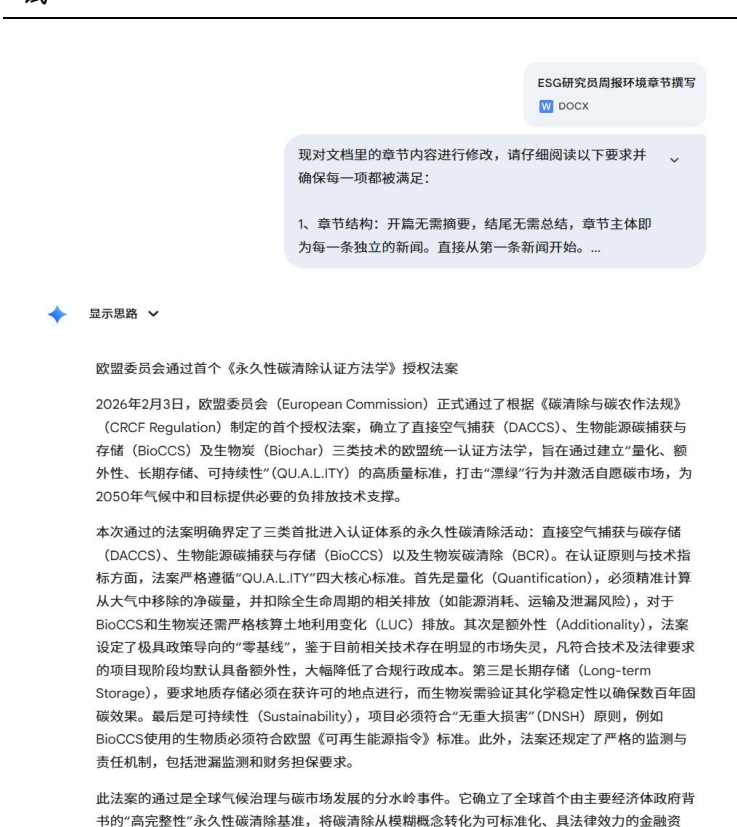 ESG研究员周报环境章节撰写
W DOCX
现对文档里的章节内容进行修改，请仔细阅读以下要求并
确保每一项都被满足：
1、章节结构：开篇无需摘要，结尾无需总结，章节主体即
为每一条独立的新闻。直接从第一条新闻开始。...
显示思路
欧盟委员会通过首个《永久性碳清除认证方法学》授权法案
2026年2月3日，欧盟委员会（European Commission）正式通过了根据《碳清除与碳农作法规》
（CRCF Regulation）制定的首个授权法案，确立了直接空气捕获（DACCS）、生物能源碳捕获与
存储（BioCCS）及生物炭（Biochar）三类技术的欧盟统一认证方法学，旨在通过建立“量化、额
外性、长期存储、可持续性”（QU.A.L.ITY）的高质量标准，打击“漂绿”行为并激活自愿碳市场，为
2050年气候中和目标提供必要的负排放技术支撑。
本次通过的法案明确界定了三类首批进入认证体系的永久性碳清除活动：直接空气捕获与碳存储
（DACCS）、生物能源碳捕获与存储（BioCCS）以及生物炭碳清除（BCR）。在认证原则与技术指
标方面，法案严格遵循“QU.A.L.ITY”四大核心标准。首先是量化（Quantification），必须精准计算
从大气中移除的净碳量，并扣除全生命周期的相关排放（如能源消耗、运输及泄漏风险），对于
BioCCS和生物炭还需严格核算土地利用变化（LUC）排放。其次是额外性（Additionality），法案
设定了极具政策导向的“零基线”，鉴于目前相关技术存在明显的市场失灵，凡符合技术及法律要求
的项目现阶段均默认具备额外性，大幅降低了合规行政成本。第三是长期存储（Long-term
Storage），要求地质存储必须在获许可的地点进行，而生物炭需验证其化学稳定性以确保数百年固
碳效果。最后是可持续性（Sustainability），项目必须符合“无重大损害”（DNSH）原则，例如
BioCCS使用的生物质必须符合欧盟《可再生能源指令》标准。此外，法案还规定了严格的监测与
责任机制，包括泄漏监测和财务担保要求。
此法案的通过是全球气候治理与碳市场发展的分水岭事件。它确立了全球首个由主要经济体政府背
书的“高完整性”永久性碳清除基准，将碳清除从模糊概念转化为可标准化、具法律效力的金融资